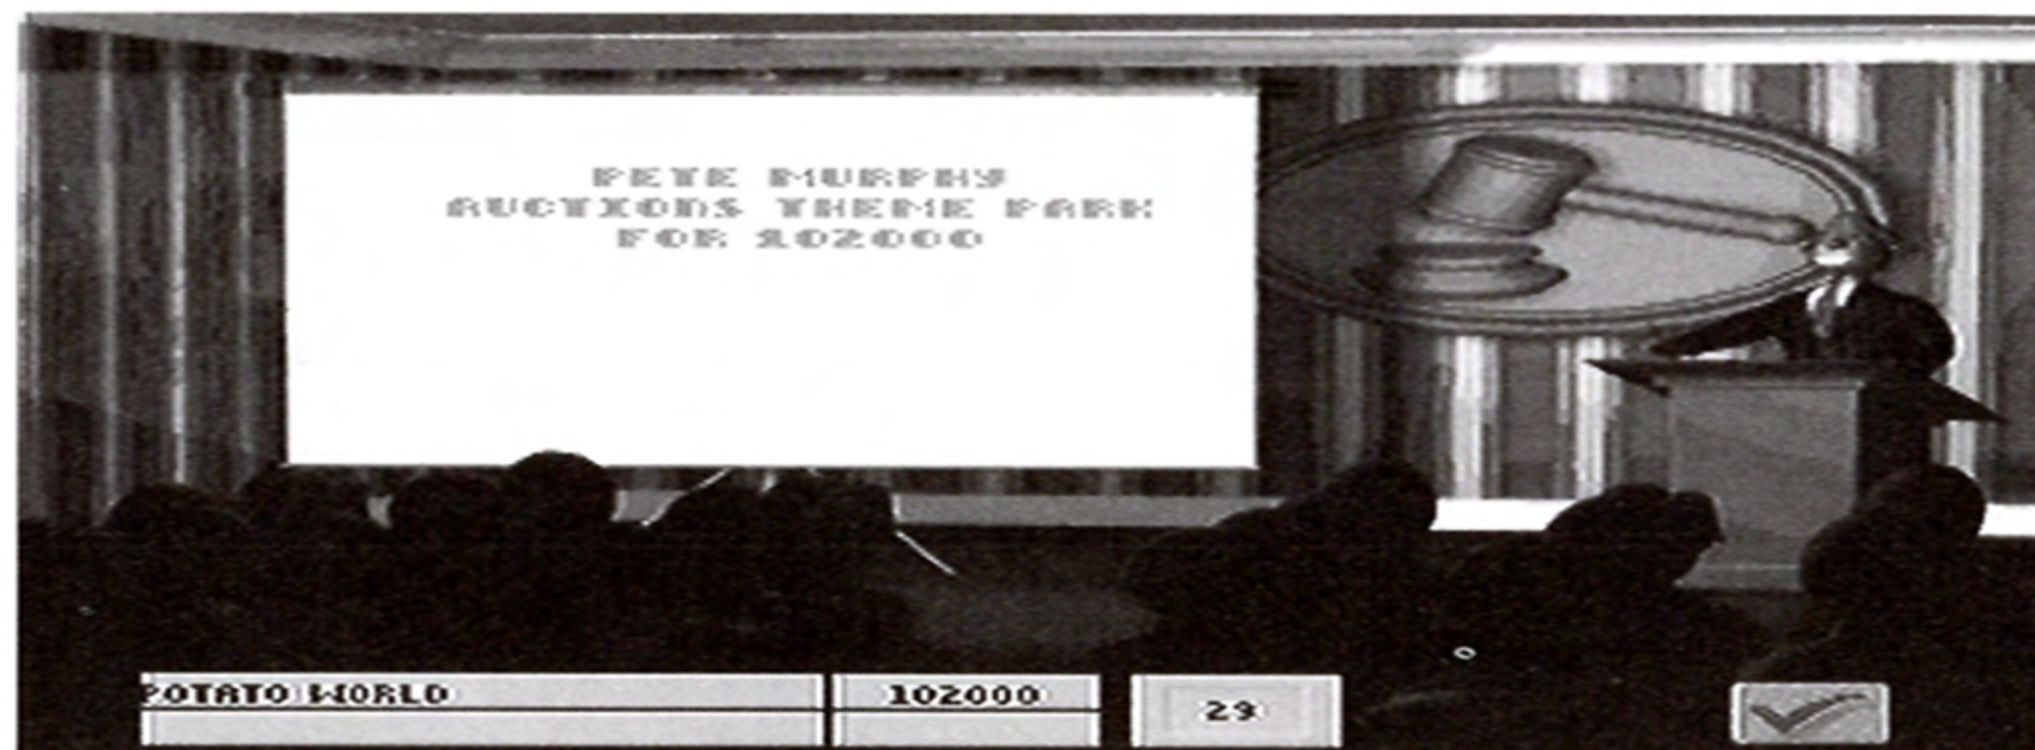 PETE MURPHY
AUCTIONS THEME PARK
FOR 102000
POTATO WORLD
102000
29